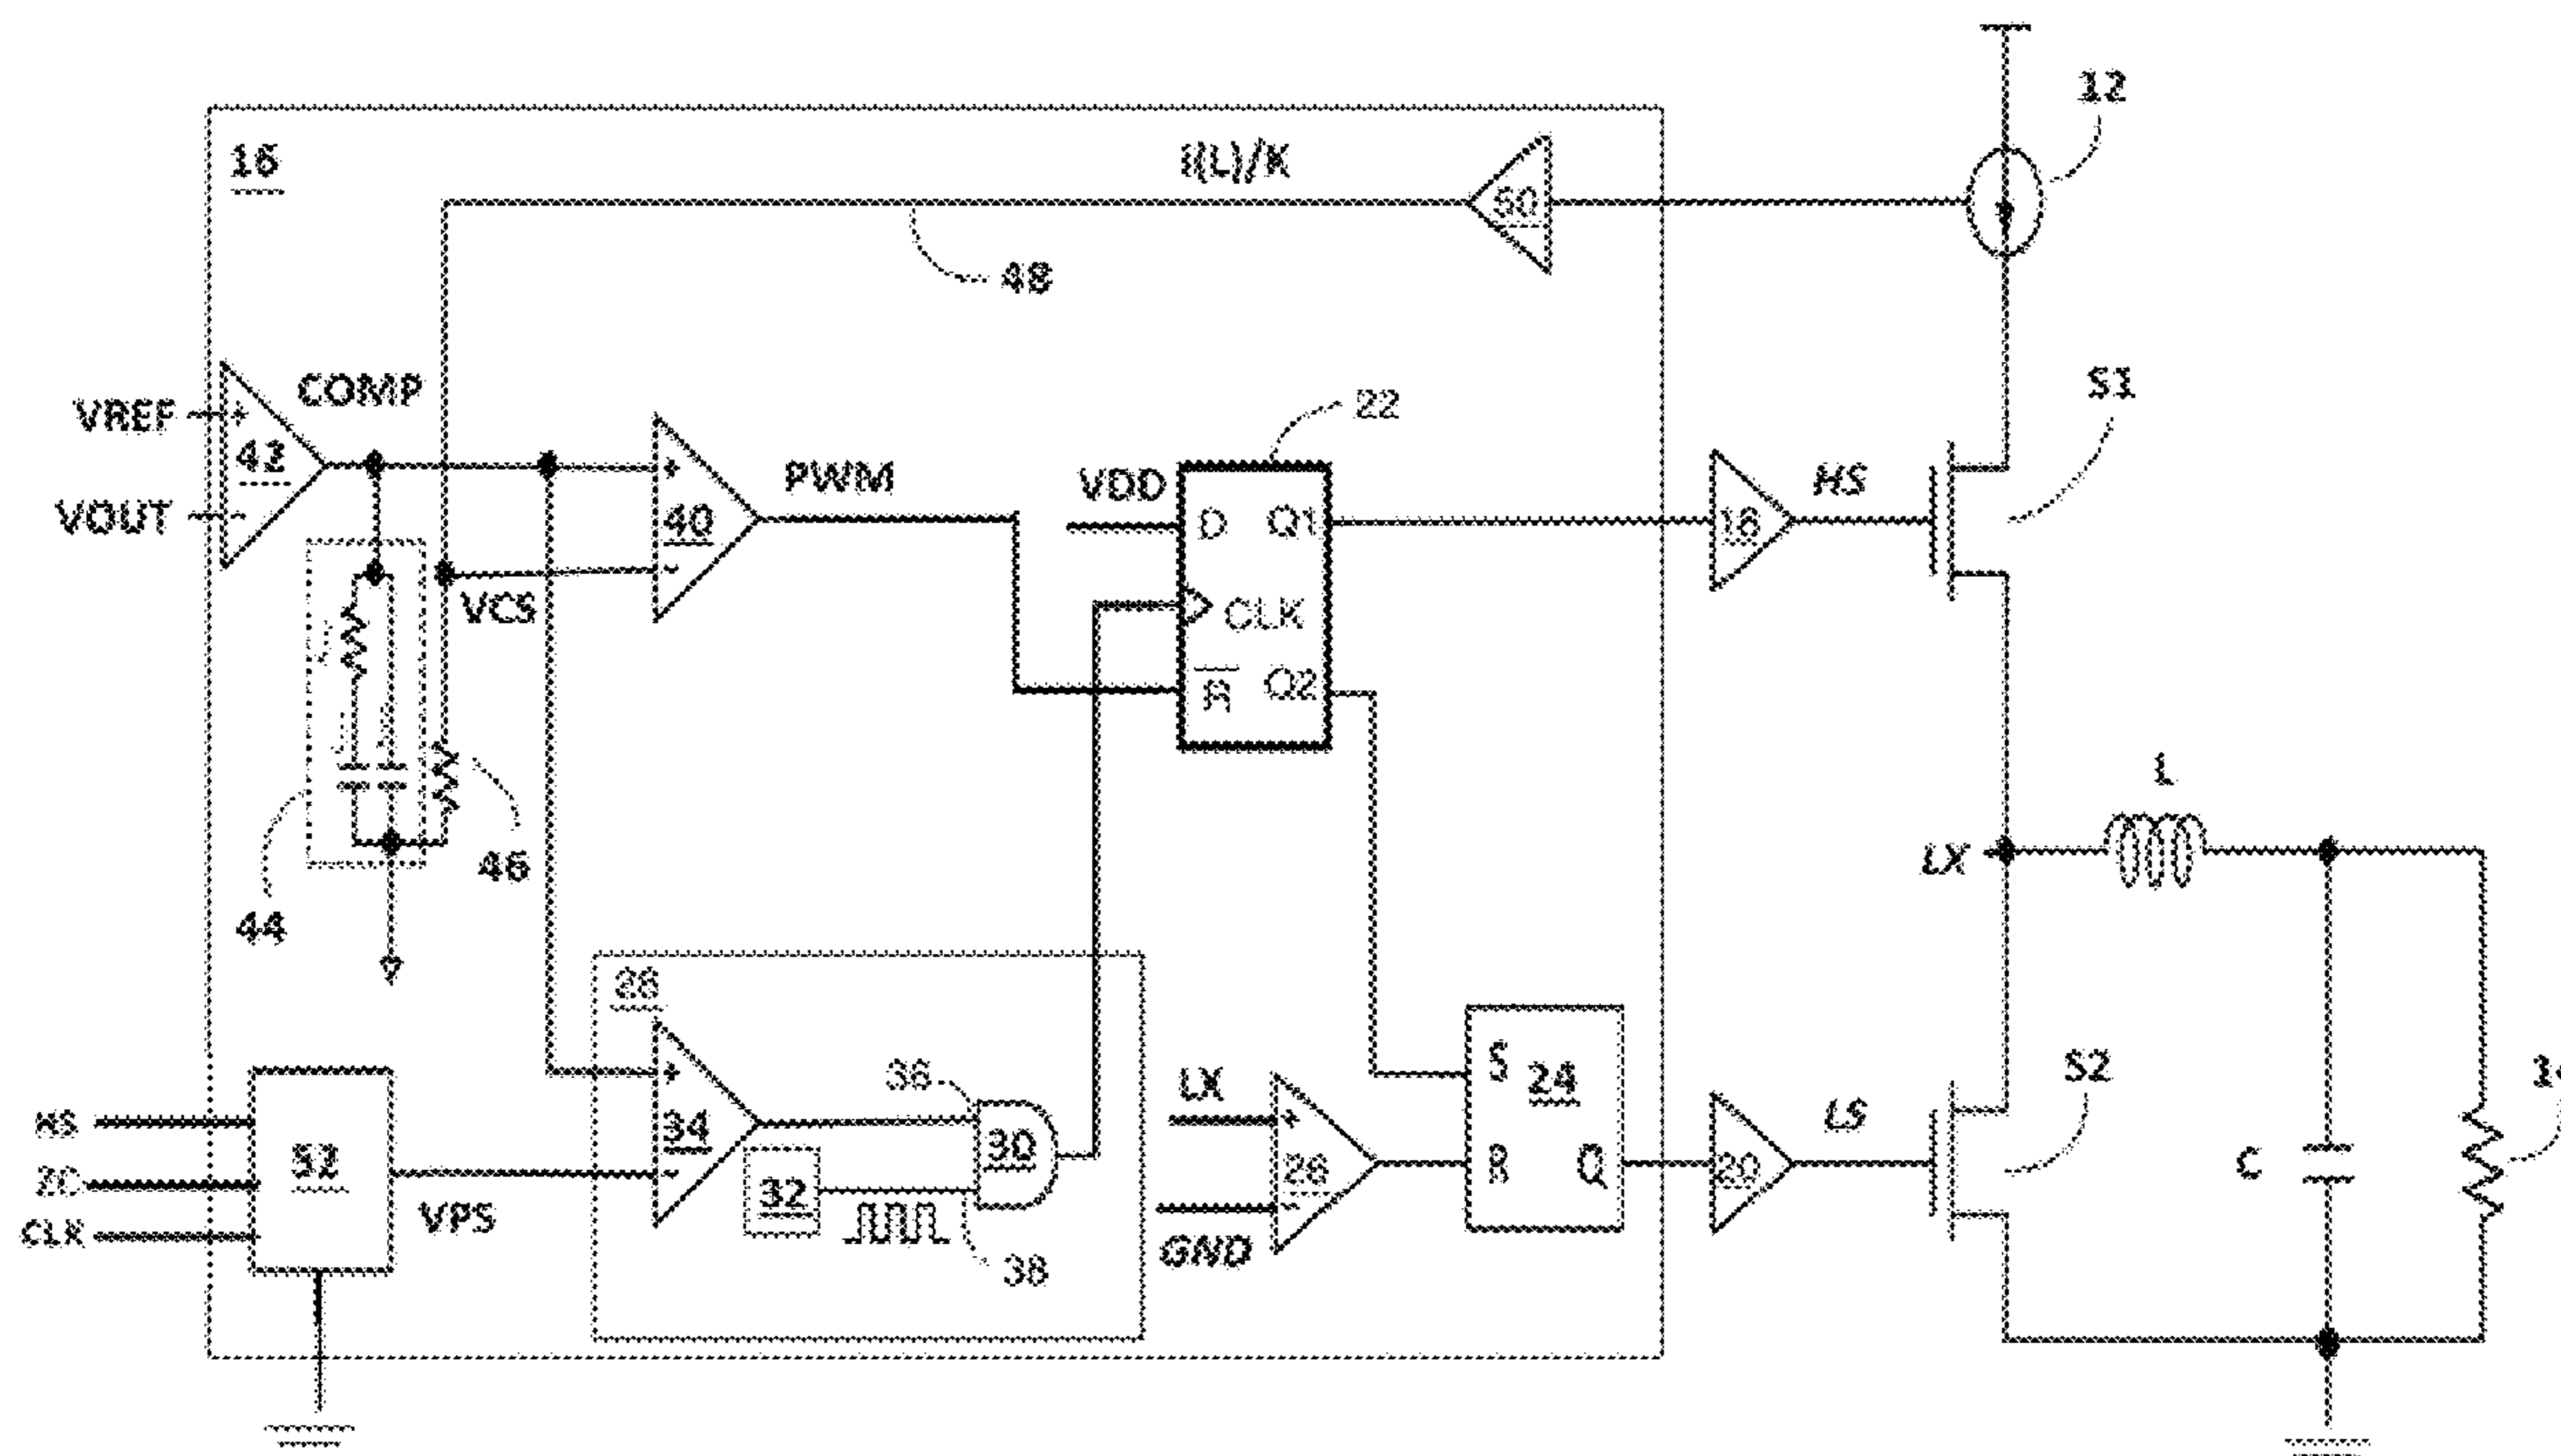 12
16
I(L)/K
50
48
S1
COMP
22
VREF
+
42
HS
PWM
VDD
+
D
Q1
18
VOUT
-
40
-
VCS
CLK
R
Q2
L
LX
46
44
28
S
24
S2
LX
36
+
LS
HS
34
30
+
52
ZC
32
26
R
Q
20
C
-
VPS
CLK
-
GND
38